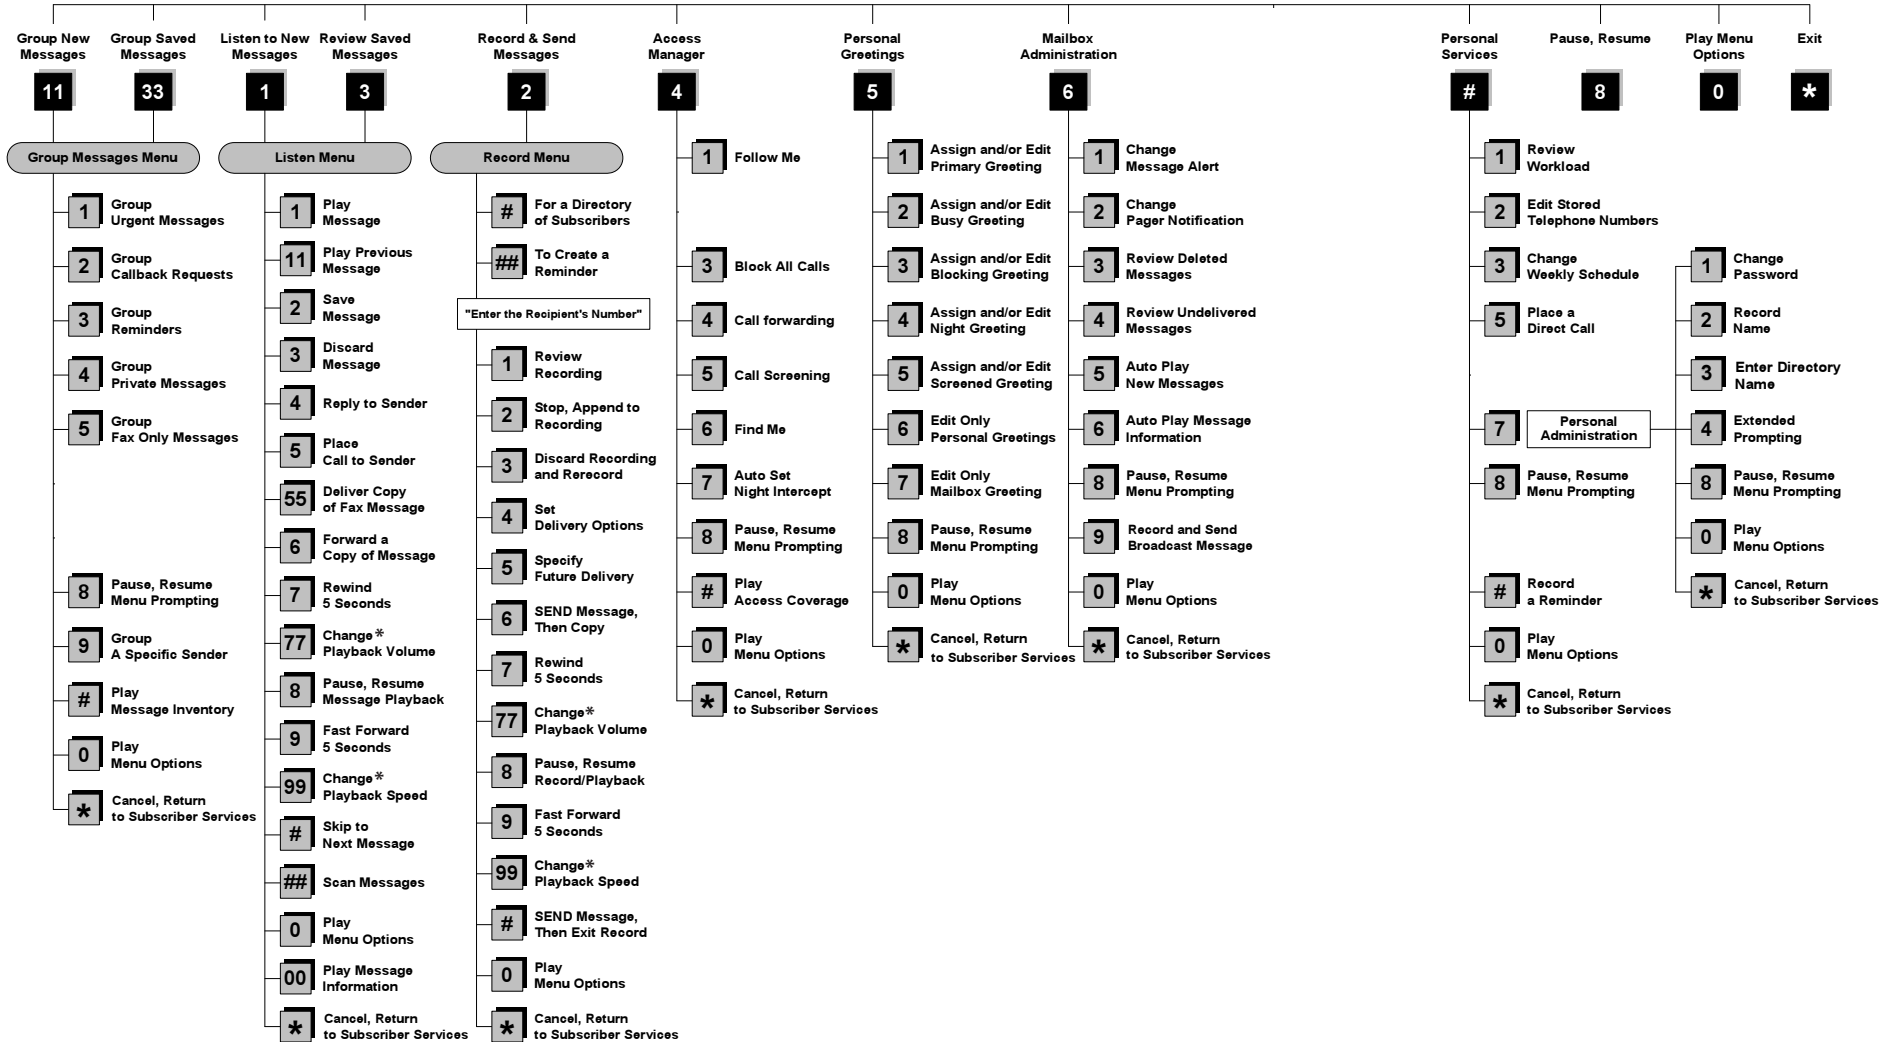 Group New
Messages
11
Group Saved
Messages
33
Listen to New
Messages
1
Review Saved
Messages
3
Record & Send
Messages
2
Access
Manager
4
Personal
Greetings
5
Mailbox
Administration
6
Personal
Services
#
Pause, Resume
8
Play Menu
Options
0
Exit
*
Group Messages Menu
1 Group
Urgent Messages
2 Group
Callback Requests
3 Group
Reminders
4 Group
Private Messages
5 Group
Fax Only Messages
8 Pause, Resume
Menu Prompting
9 Group
A Specific Sender
# Play
Message Inventory
0 Play
Menu Options
* Cancel, Return
to Subscriber Services
Listen Menu
1 Play
Message
11 Play Previous
Message
2 Save
Message
3 Discard
Message
4 Reply to Sender
5 Place
Call to Sender
55 Deliver Copy
of Fax Message
6 Forward a
Copy of Message
7 Rewind
5 Seconds
77 Change*
Playback Volume
8 Pause, Resume
Message Playback
9 Fast Forward
5 Seconds
99 Change*
Playback Speed
# Skip to
Next Message
## Scan Messages
0 Play
Menu Options
00 Play Message
Information
* Cancel, Return
to Subscriber Services
Record Menu
# For a Directory
of Subscribers
## To Create a
Reminder
"Enter the Recipient's Number"
1 Review
Recording
2 Stop, Append to
Recording
3 Discard Recording
and Rerecord
4 Set
Delivery Options
5 Specify
Future Delivery
6 SEND Message,
Then Copy
7 Rewind
5 Seconds
77 Change*
Playback Volume
8 Pause, Resume
Record/Playback
9 Fast Forward
5 Seconds
99 Change*
Playback Speed
# SEND Message,
Then Exit Record
0 Play
Menu Options
* Cancel, Return
to Subscriber Services
1 Follow Me
3 Block All Calls
4 Call forwarding
5 Call Screening
6 Find Me
7 Auto Set
Night Intercept
8 Pause, Resume
Menu Prompting
# Play
Access Coverage
0 Play
Menu Options
* Cancel, Return
to Subscriber Services
1 Assign and/or Edit
Primary Greeting
2 Assign and/or Edit
Busy Greeting
3 Assign and/or Edit
Blocking Greeting
4 Assign and/or Edit
Night Greeting
5 Assign and/or Edit
Screened Greeting
6 Edit Only
Personal Greetings
7 Edit Only
Mailbox Greeting
8 Pause, Resume
Menu Prompting
0 Play
Menu Options
* Cancel, Return
to Subscriber Services
1 Change
Message Alert
2 Change
Pager Notification
3 Review Deleted
Messages
4 Review Undelivered
Messages
5 Auto Play
New Messages
6 Auto Play Message
Information
8 Pause, Resume
Menu Prompting
9 Record and Send
Broadcast Message
0 Play
Menu Options
* Cancel, Return
to Subscriber Services
1 Review
Workload
2 Edit Stored
Telephone Numbers
3 Change
Weekly Schedule
5 Place a
Direct Call
7 Personal
Administration
8 Pause, Resume
Menu Prompting
# Record
a Reminder
0 Play
Menu Options
* Cancel, Return
to Subscriber Services
1 Change
Password
2 Record
Name
3 Enter Directory
Name
4 Extended
Prompting
8 Pause, Resume
Menu Prompting
0 Play
Menu Options
* Cancel, Return
to Subscriber Services